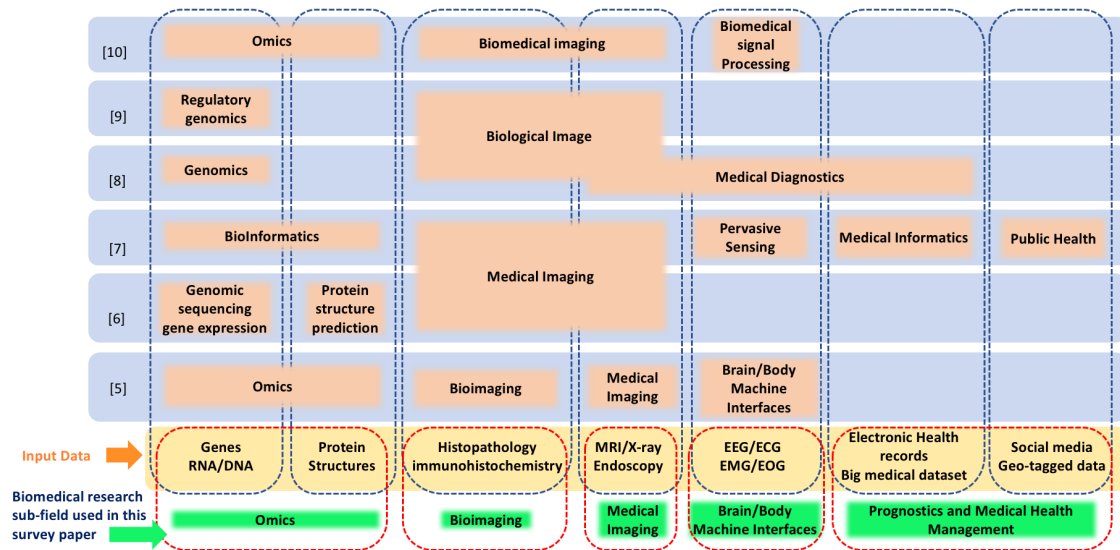 [10]
Omics
Biomedical imaging
Biomedical
signal
Processing
[9]
Regulatory
genomics
Biological Image
[8]
Genomics
Medical Diagnostics
[7]
BioInformatics
Medical Imaging
Pervasive
Sensing
Medical Informatics
Public Health
[6]
Genomic
sequencing
gene expression
Protein
structure
prediction
[5]
Omics
Bioimaging
Medical
Imaging
Brain/Body
Machine
Interfaces
Input Data
Genes
RNA/DNA
Protein
Structures
Histopathology
immunohistochemistry
MRI/X-ray
Endoscopy
EEG/ECG
EMG/EOG
Electronic Health
records
Big medical dataset
Social media
Geo-tagged data
Biomedical research
sub-field used in this
survey paper
Omics
Bioimaging
Medical
Imaging
Brain/Body
Machine Interfaces
Prognostics and Medical Health
Management